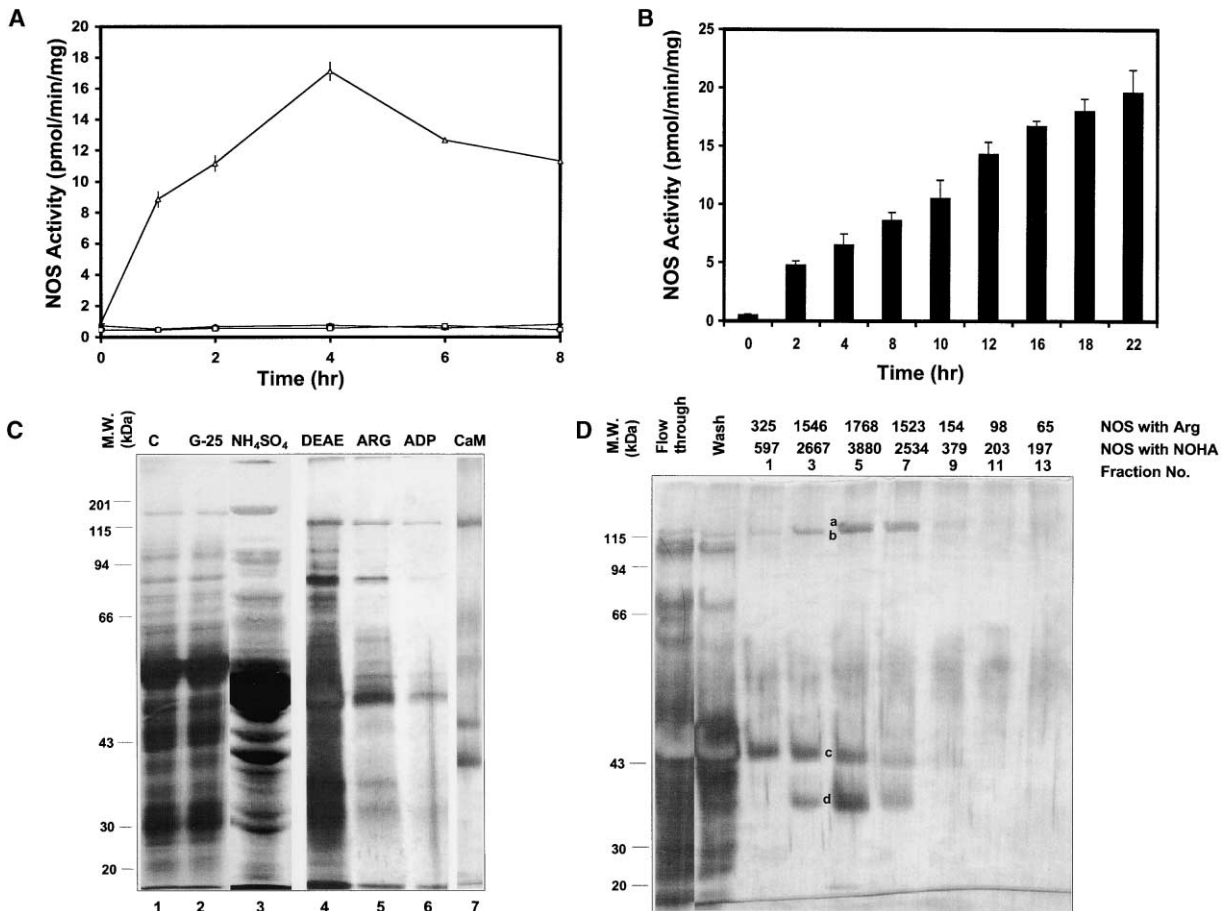 A
NOS Activity (pmol/min/mg)
20
18
16
14
12
10
8
6
4
2
0
0 2 4 6 8
Time (hr)
B
NOS Activity (pmol/min/mg)
25
20
15
10
5
0
0 2 4 8 10 12 16 18 22
Time (hr)
C
M.W.
(kDa)
C G-25 NH4SO4 DEAE ARG ADP CaM
201
115
94
66
43
30
20
1 2 3 4 5 6 7
D
M.W.
(kDa)
Flow
through
Wash
325 1546 1768 1523 154 98 65 NOS with Arg
597 2667 3880 2534 379 203 197 NOS with NOHA
1 3 5 7 9 11 13 Fraction No.
115
94
66
43
30
20
a
b
c
d